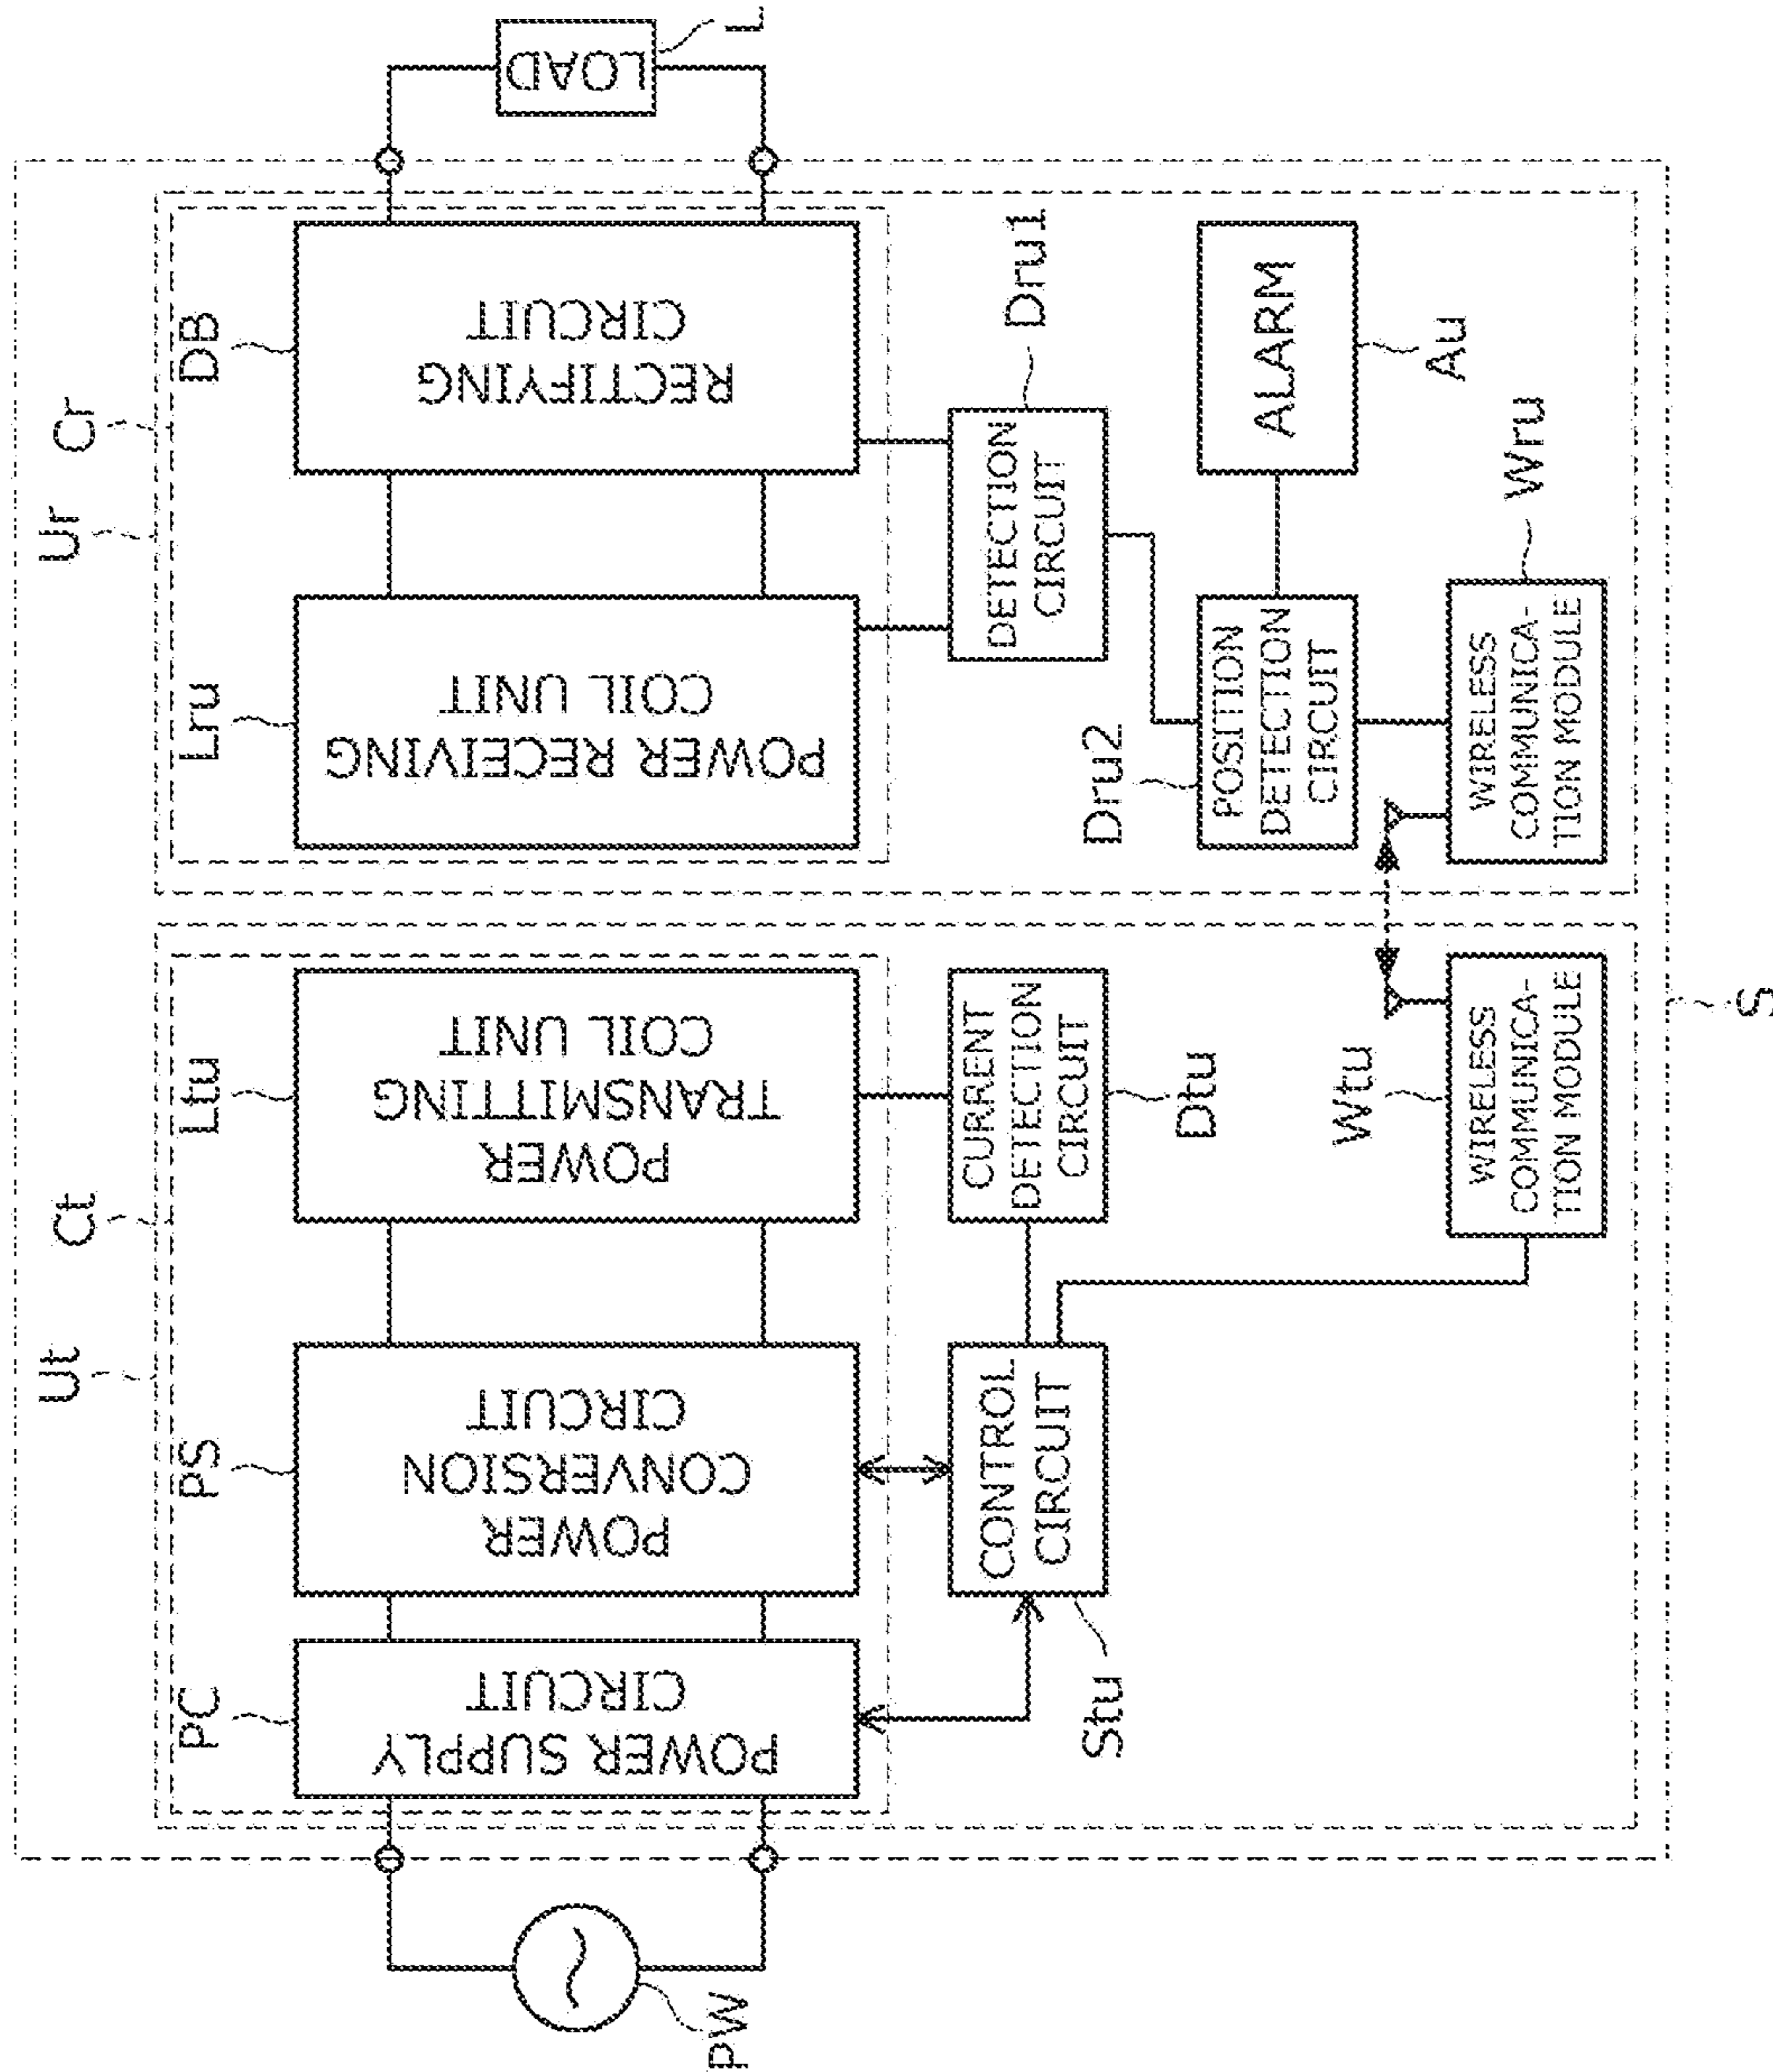 Ut
Ct
Ur
Cr
PC
PS
Ltu
Lru
DB
POWER SUPPLY
CIRCUIT
POWER
CONVERSION
CIRCUIT
POWER
TRANSMITTING
COIL UNIT
POWER RECEIVING
COIL UNIT
RECTIFYING
CIRCUIT
LOAD
L
PW
CONTROL
CIRCUIT
Stu
CURRENT
DETECTION
CIRCUIT
Dtu
DETECTION
CIRCUIT
Dru1
Dru2
POSITION
DETECTION
CIRCUIT
ALARM
Au
Wtu
WIRELESS
COMMUNICA-
TION MODULE
WIRELESS
COMMUNICA-
TION MODULE
Wru
S